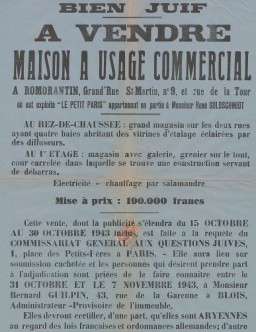 BIEN JUIF
A VENDRE
MAISON A USAGE COMMERCIAL
A ROMORANTIN, Grand'Rue St-Martin, n° 9, et rue de la Tour
où est exploité "LE PETIT PARIS" appartenant en partie à Monsieur René GOLDSCHMIDT
AU REZ-DE-CHAUSSEE : grand magasin sur les deux rues
ayant quatre baies abritant des vitrines d'étalage éclairées par
des diffuseurs.
AU 1er ETAGE : magasin avec galerie, grenier sur le tout,
cour carrelée dans laquelle se trouve une construction servant
de débarras.
Electricité - chauffage par salamandre
Mise à prix : 190.000 francs
Cette vente, dont la publicité s'étendra du 15 OCTOBRE
AU 30 OCTOBRE 1943 inclus, est faite à la requête du
COMMISSARIAT GENERAL AUX QUESTIONS JUIVES,
1, place des Petits-Pères à PARIS. - Elle aura lieu sur
soumission cachetée et les personnes qui désirent prendre part
à l'adjudication sont priées de le faire connaître entre le
31 OCTOBRE ET LE 7 NOVEMBRE 1943, à Monsieur
Bernard GUILPIN, 43, rue de la Garenne à BLOIS,
Administrateur-Provisoire de l'immeuble.
Elles devront certifier, d'une part, qu'elles sont ARYENNES
au regard des lois françaises et ordonnances allemandes; d'autre